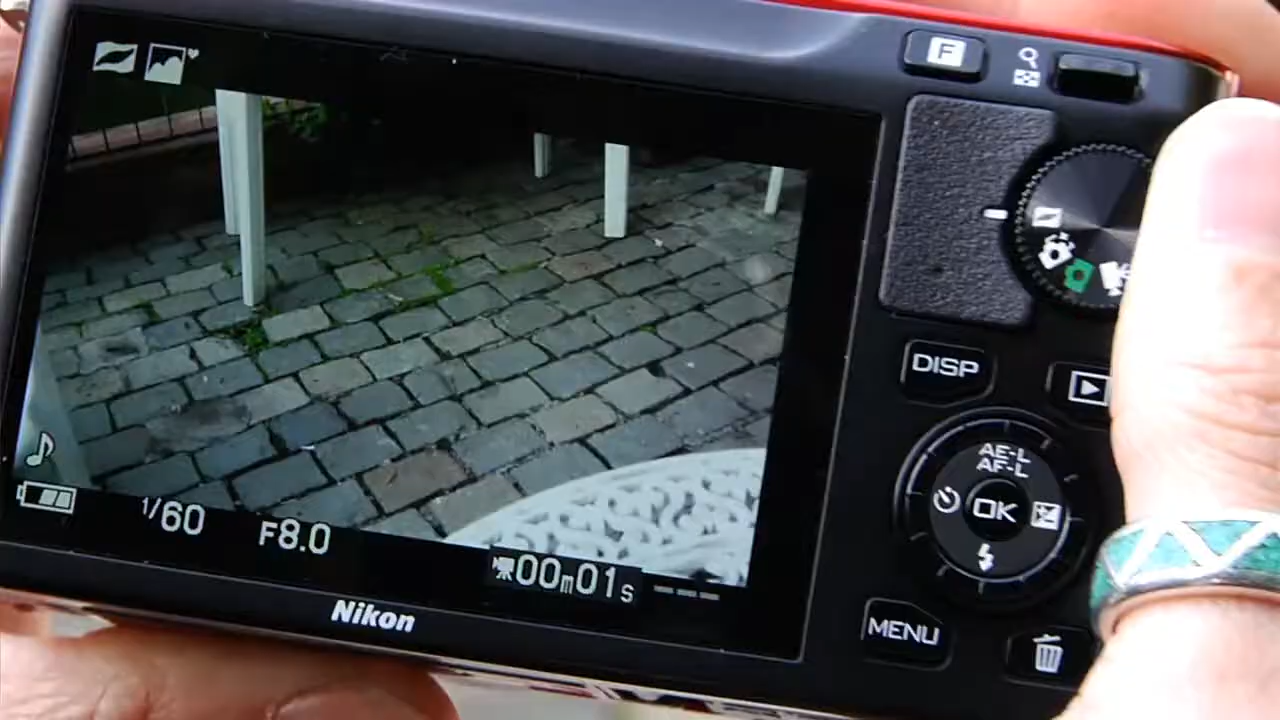 F
DISP
AE-L
AF-L
OK
1/60
F8.0
00m01s
Nikon
MENU